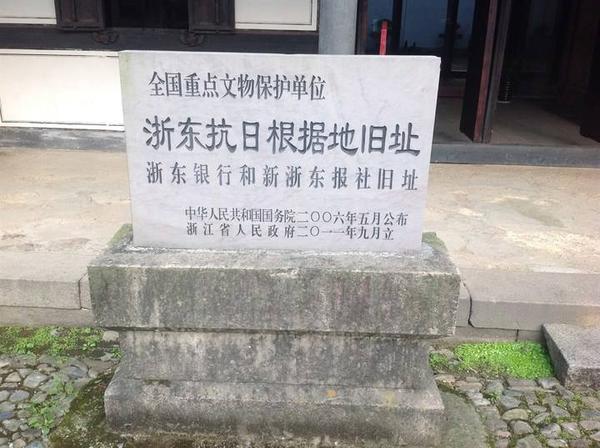 全国重点文物保护单位
浙东抗日根据地旧址
浙东银行和新浙东报社旧址
中华人民共和国国务院二〇〇六年五月公布
浙江省人民政府二〇一一年九月立